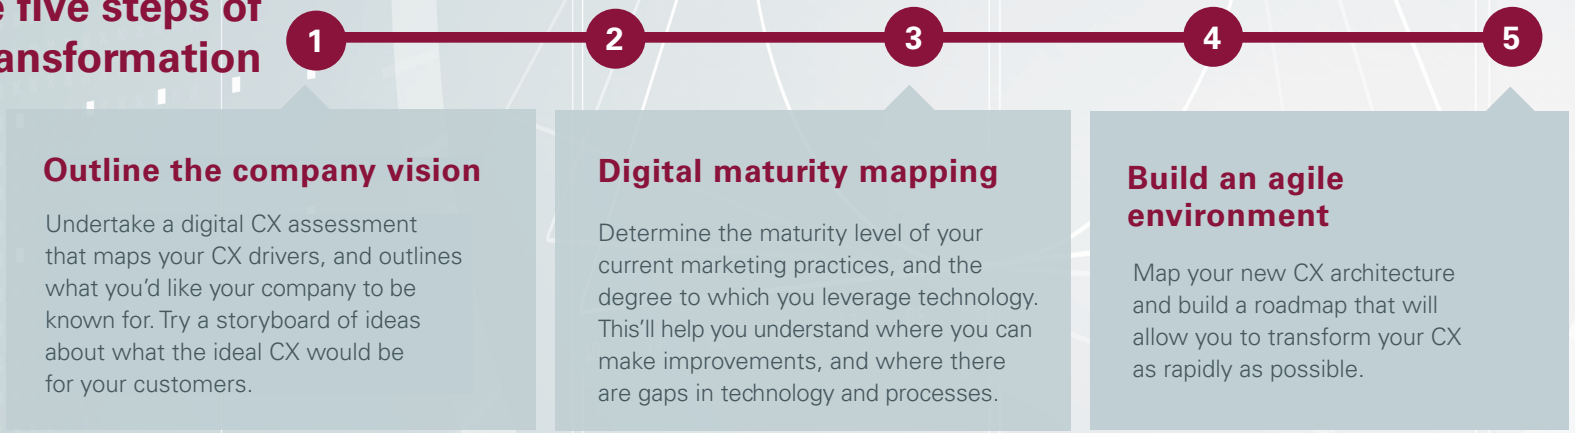 five steps of
ansformation
1
2
3
4
5
Outline the company vision
Undertake a digital CX assessment
that maps your CX drivers, and outlines
what you’d like your company to be
known for. Try a storyboard of ideas
about what the ideal CX would be
for your customers.
Digital maturity mapping
Determine the maturity level of your
current marketing practices, and the
degree to which you leverage technology.
This’ll help you understand where you can
make improvements, and where there
are gaps in technology and processes.
Build an agile
environment
Map your new CX architecture
and build a roadmap that will
allow you to transform your CX
as rapidly as possible.